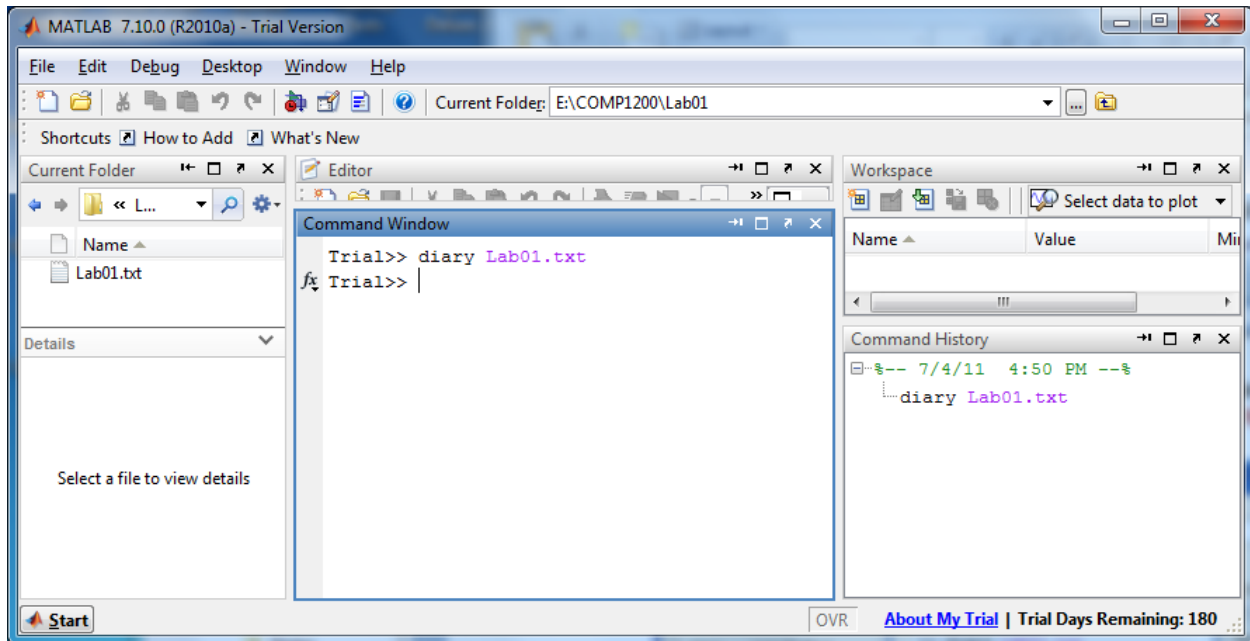 MATLAB 7.10.0 (R2010a) - Trial Version
File Edit Debug Desktop Window Help
Current Folder: E:\COMP1200\Lab01
Shortcuts How to Add What's New
Current Folder
« L...
Name
Lab01.txt
Details
Select a file to view details
Editor
»
Command Window
Trial>> diary Lab01.txt
fx Trial>>
Workspace
Select data to plot
Name Value Mi
Command History
%-- 7/4/11 4:50 PM --%
diary Lab01.txt
Start
OVR About My Trial | Trial Days Remaining: 180